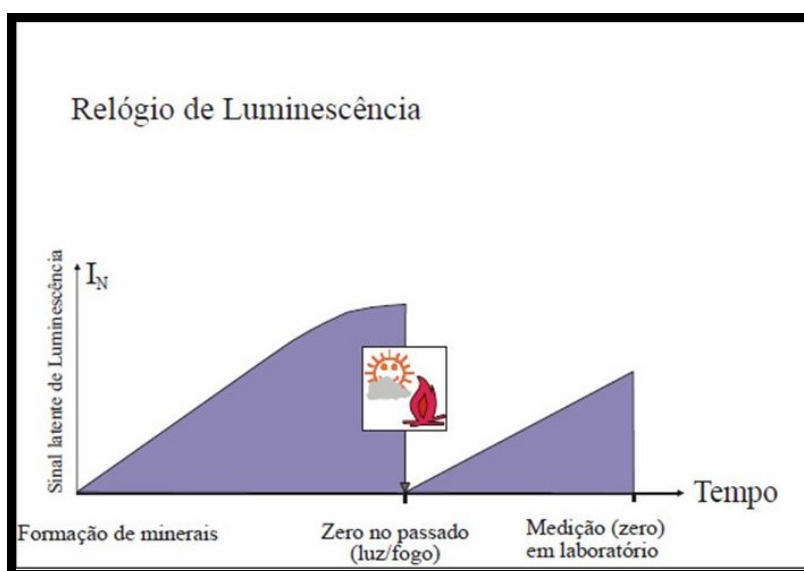 Relógio de Luminescência
Sinal latente de Luminescência
I_N
Tempo
Formação de minerais
Zero no passado
(luz/fogo)
Medição (zero)
em laboratório